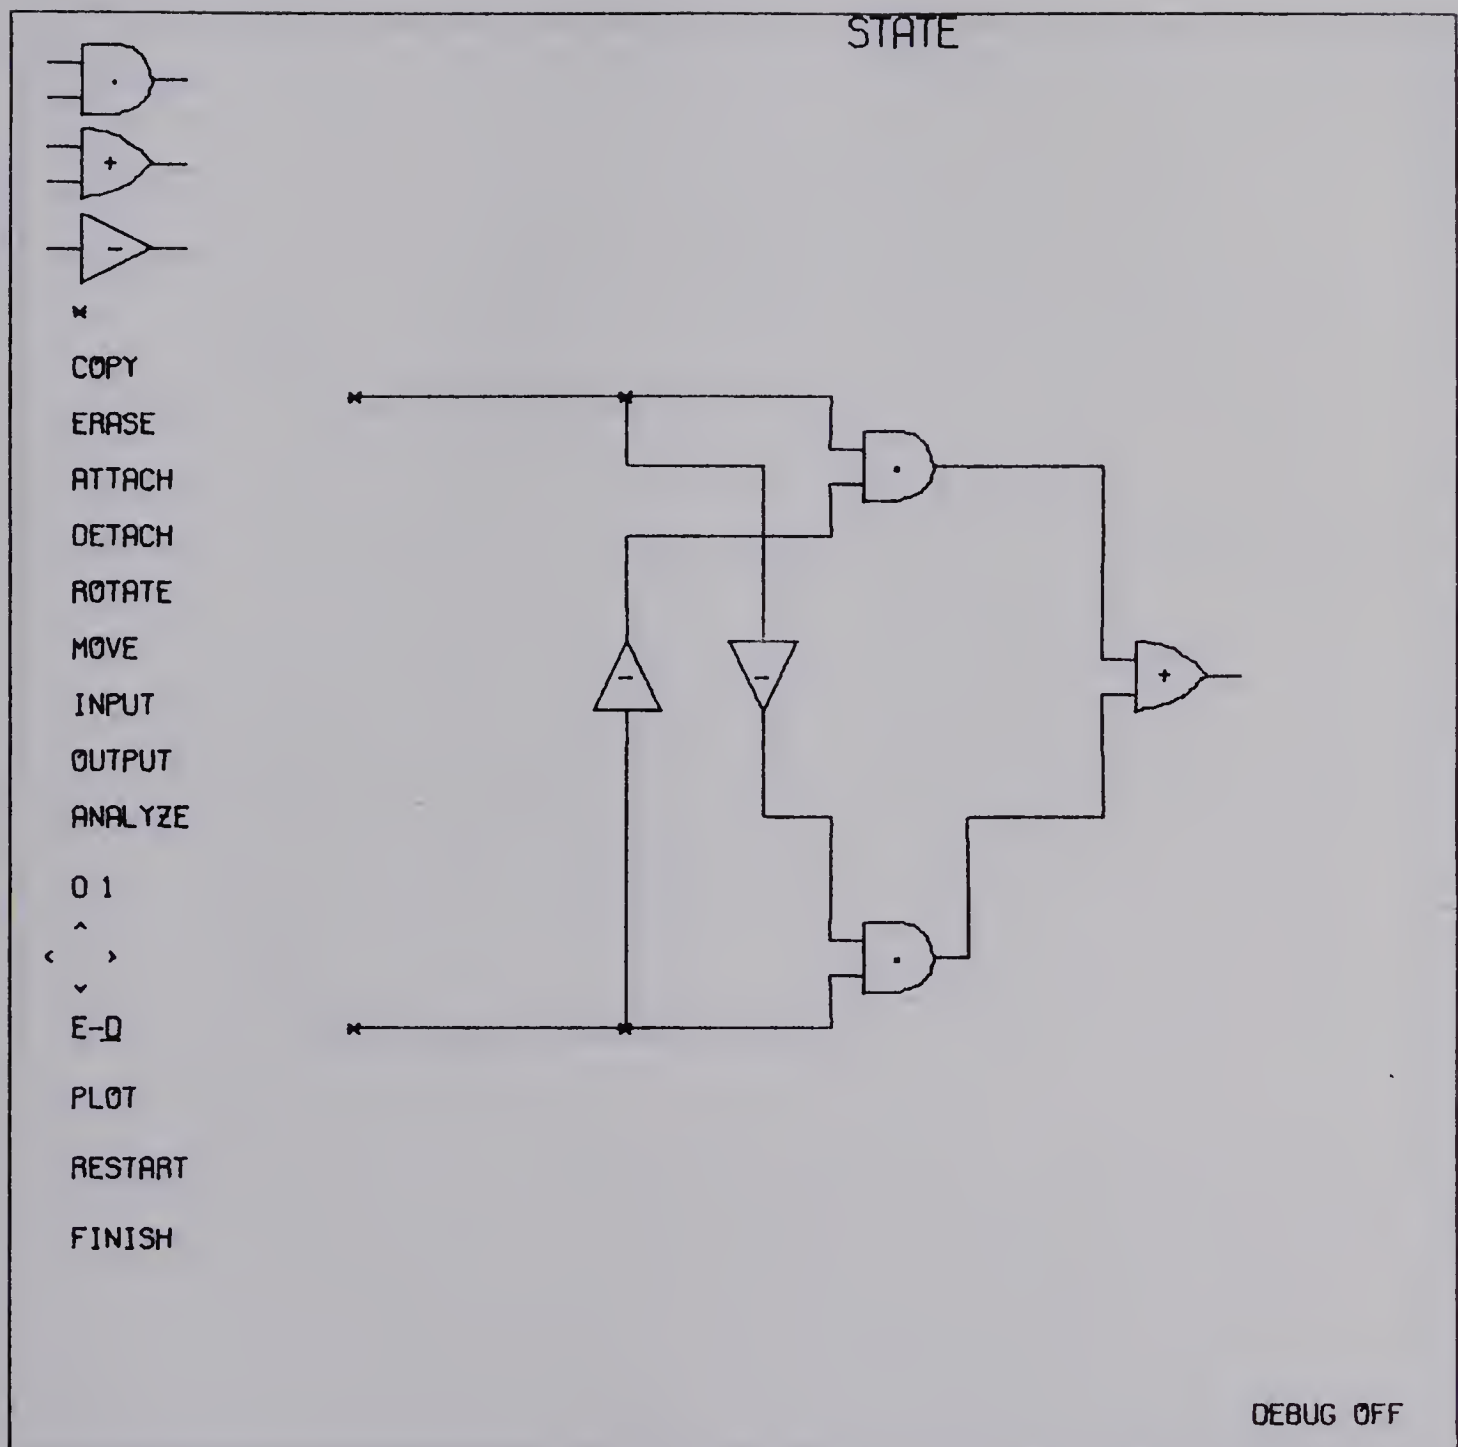 STATE
.
+
-
*
COPY
ERASE
ATTACH
DETACH
ROTATE
MOVE
INPUT
OUTPUT
ANALYZE
0 1
^
< >
v
E-Ω
PLOT
RESTART
FINISH
DEBUG OFF